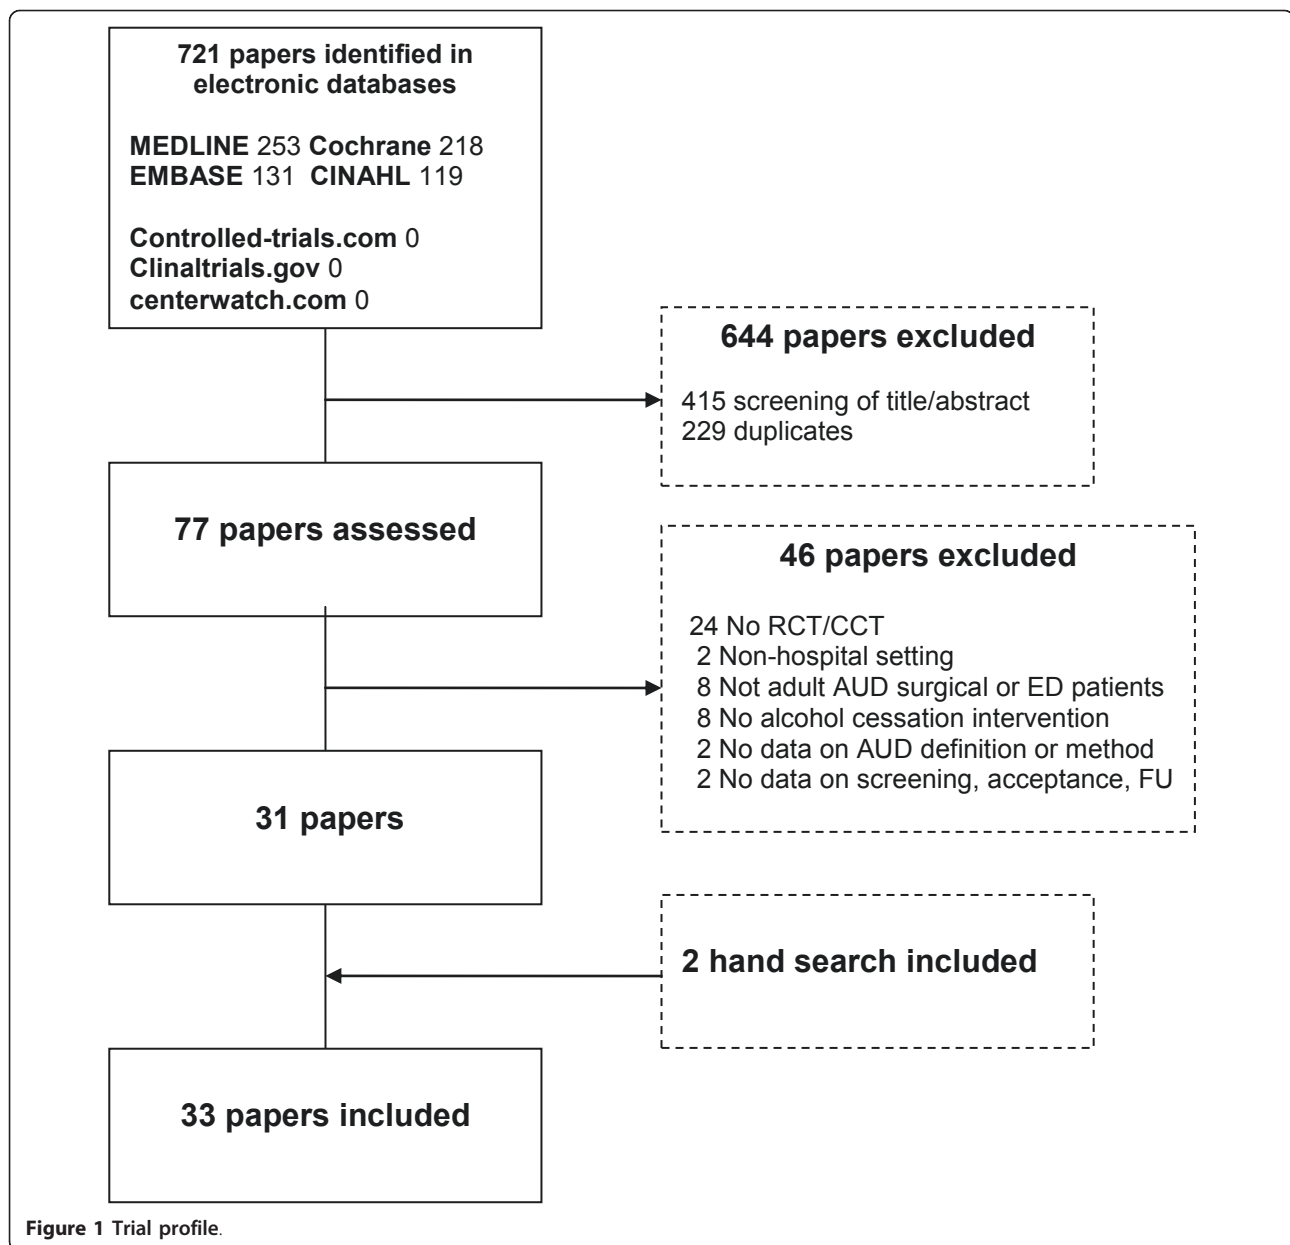 721 papers identified in
electronic databases
MEDLINE 253 Cochrane 218
EMBASE 131 CINAHL 119
Controlled-trials.com 0
Clinaltrials.gov 0
centerwatch.com 0
644 papers excluded
415 screening of title/abstract
229 duplicates
77 papers assessed
46 papers excluded
24 No RCT/CCT
2 Non-hospital setting
8 Not adult AUD surgical or ED patients
8 No alcohol cessation intervention
2 No data on AUD definition or method
2 No data on screening, acceptance, FU
31 papers
2 hand search included
33 papers included
Figure 1 Trial profile.